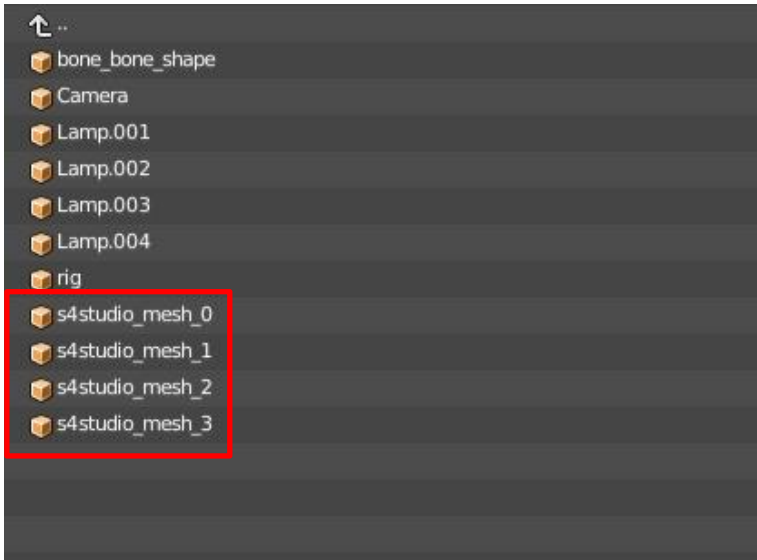 ..
bone_bone_shape
Camera
Lamp.001
Lamp.002
Lamp.003
Lamp.004
rig
s4studio_mesh_0
s4studio_mesh_1
s4studio_mesh_2
s4studio_mesh_3